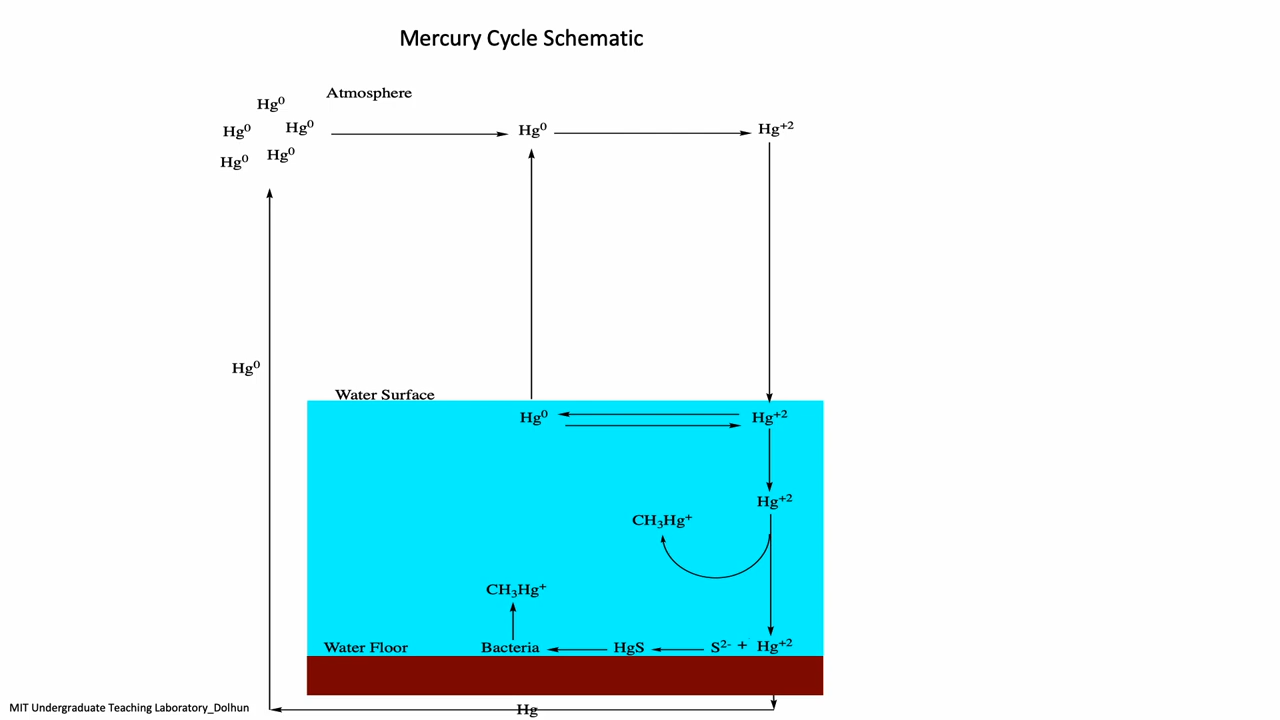 Mercury Cycle Schematic
Atmosphere
Hg⁰
Hg⁰ Hg⁰ Hg⁰ Hg⁺²
Hg⁰ Hg⁰
Hg⁰
Water Surface
Hg⁰ Hg⁺²
Hg⁺²
CH₃Hg⁺
CH₃Hg⁺
Water Floor Bacteria HgS S²⁻ + Hg⁺²
MIT Undergraduate Teaching Laboratory_Dolhun Hg